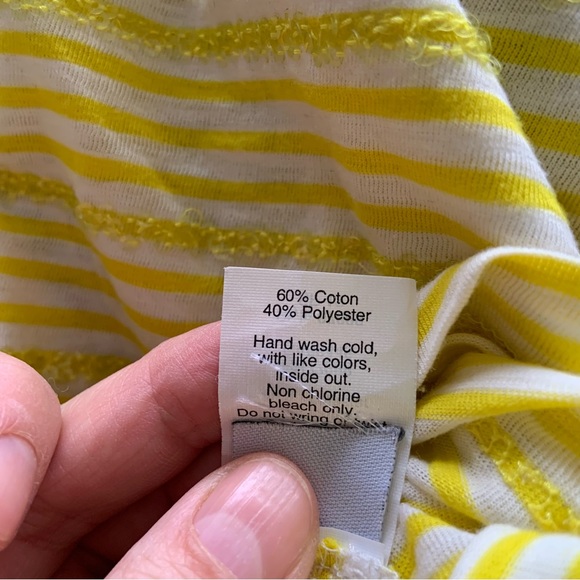 60% Coton
40% Polyester
Hand wash cold,
with like colors,
inside out.
Non chlorine
bleach only.
Do not wring or